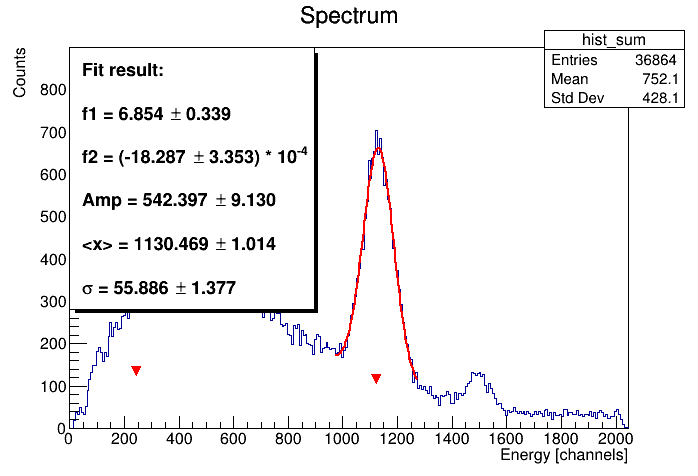 Spectrum
hist_sum
Entries 36864
Mean 752.1
Std Dev 428.1
Counts
Fit result:
f1 = 6.854 ± 0.339
f2 = (-18.287 ± 3.353) * 10⁻⁴
Amp = 542.397 ± 9.130
<x> = 1130.469 ± 1.014
σ = 55.886 ± 1.377
800
700
600
500
400
300
200
100
0
0 200 400 600 800 1000 1200 1400 1600 1800 2000
Energy [channels]